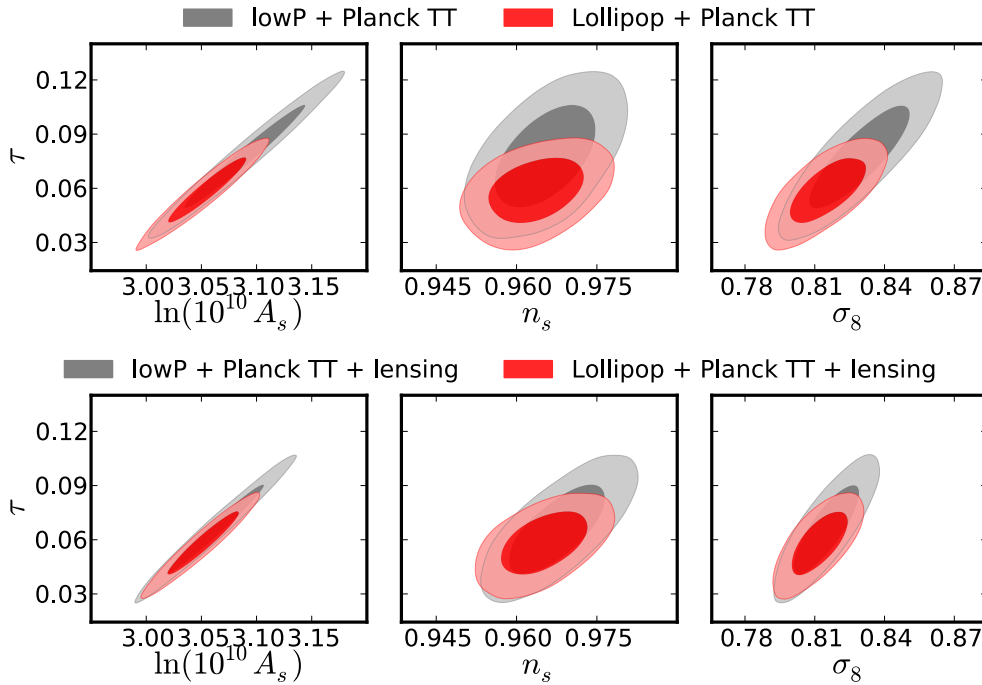 lowP + Planck TT Lollipop + Planck TT
0.12
0.09
0.06
0.03
τ
3.00 3.05 3.10 3.15
ln(10^10 A_s)
0.945 0.960 0.975
n_s
0.78 0.81 0.84 0.87
σ_8
lowP + Planck TT + lensing Lollipop + Planck TT + lensing
0.12
0.09
0.06
0.03
τ
3.00 3.05 3.10 3.15
ln(10^10 A_s)
0.945 0.960 0.975
n_s
0.78 0.81 0.84 0.87
σ_8